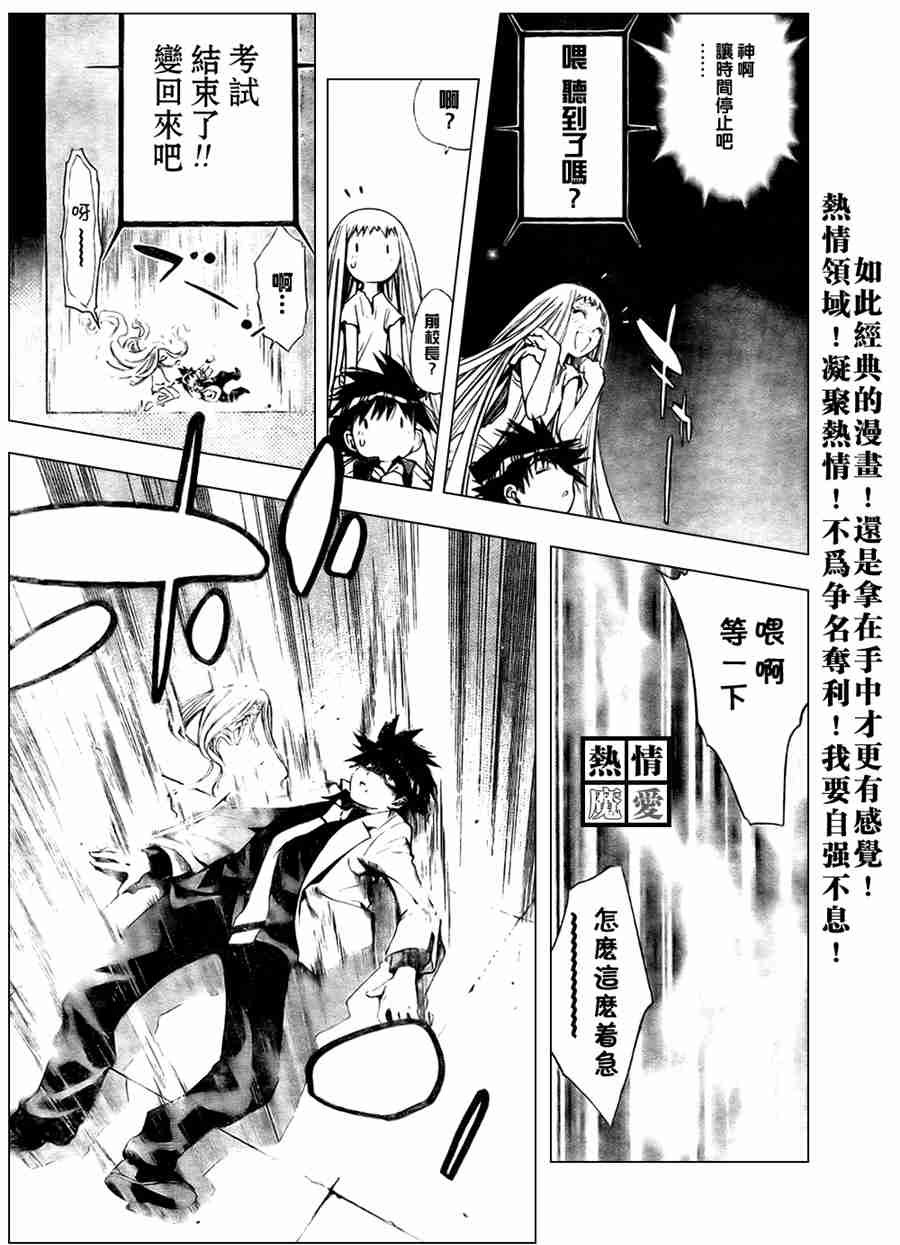 神啊
讓時間停止吧
……
喂 聽到了嗎?
啊?
前校長?
考試
結束了!!
變回來吧
啊…
呀～
喂啊
等一下
怎麼這麼着急～
熱情
魔愛
如此經典的漫畫!還是拿在手中才更有感覺!
熱情領域!凝聚熱情!不爲争名奪利!我要自强不息!